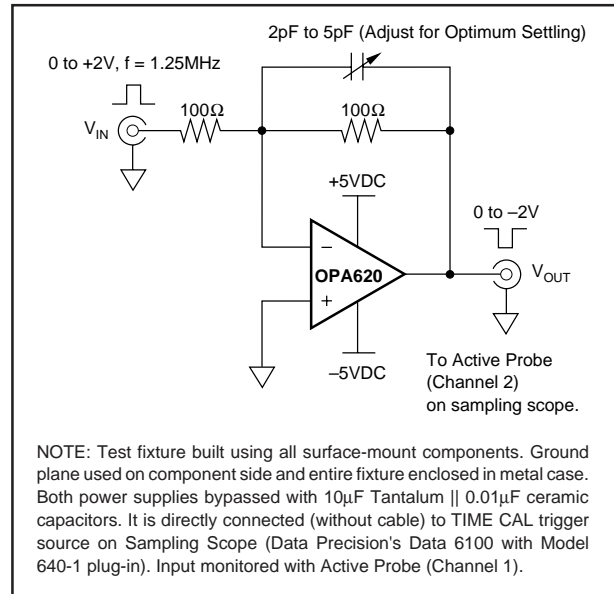 2pF to 5pF (Adjust for Optimum Settling)
0 to +2V, f = 1.25MHz
100Ω
100Ω
VIN
+5VDC
0 to –2V
–
OPA620
+
VOUT
–5VDC
To Active Probe
(Channel 2)
on sampling scope.
NOTE: Test fixture built using all surface-mount components. Ground
plane used on component side and entire fixture enclosed in metal case.
Both power supplies bypassed with 10μF Tantalum || 0.01μF ceramic
capacitors. It is directly connected (without cable) to TIME CAL trigger
source on Sampling Scope (Data Precision's Data 6100 with Model
640-1 plug-in). Input monitored with Active Probe (Channel 1).